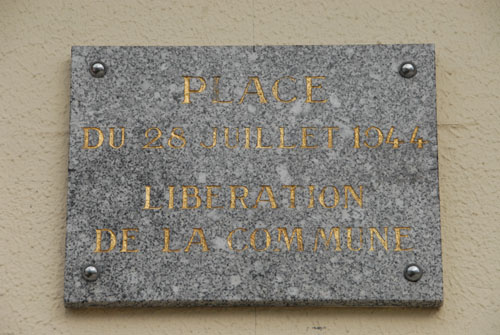 PLACE
DU 28 JUILLET 1944
LIBERATION
DE LA COMMUNE